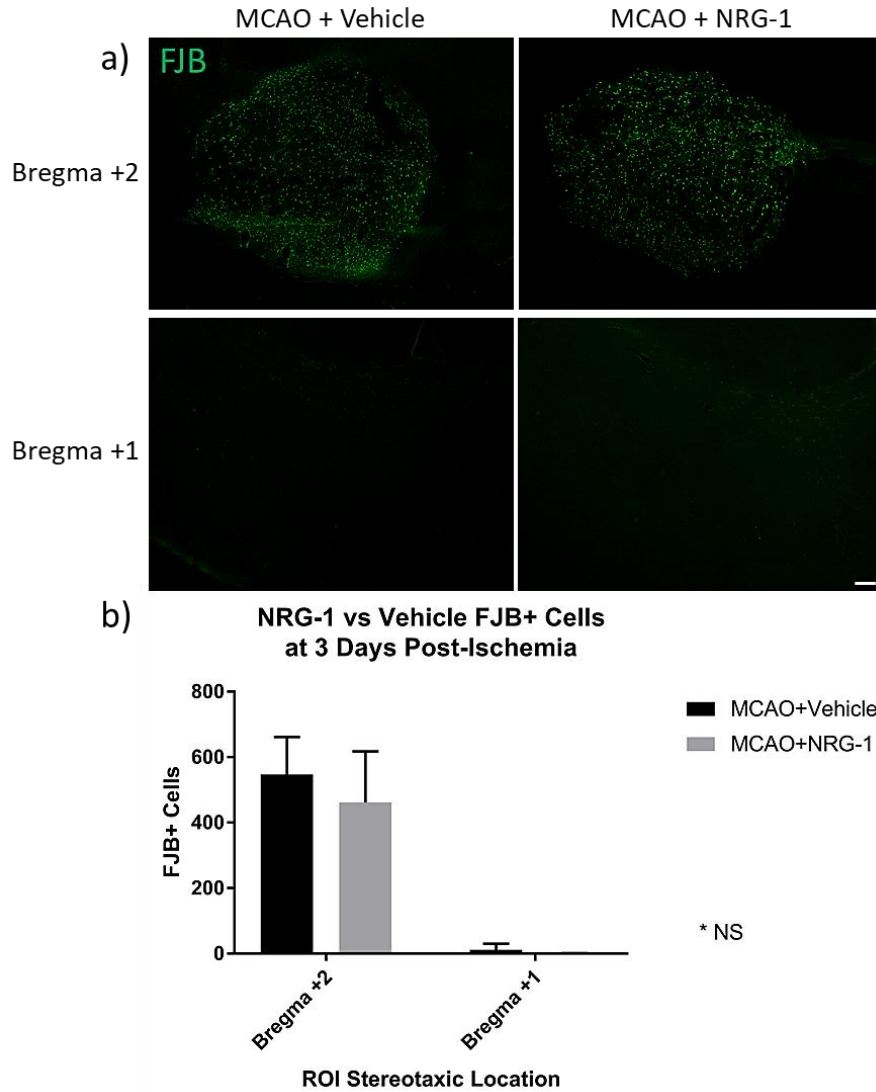 MCAO + Vehicle
MCAO + NRG-1
a)
FJB
Bregma +2
Bregma +1
b)
NRG-1 vs Vehicle FJB+ Cells
at 3 Days Post-Ischemia
800
600
400
200
0
FJB+ Cells
Bregma +2
Bregma +1
ROI Stereotaxic Location
MCAO+Vehicle
MCAO+NRG-1
* NS